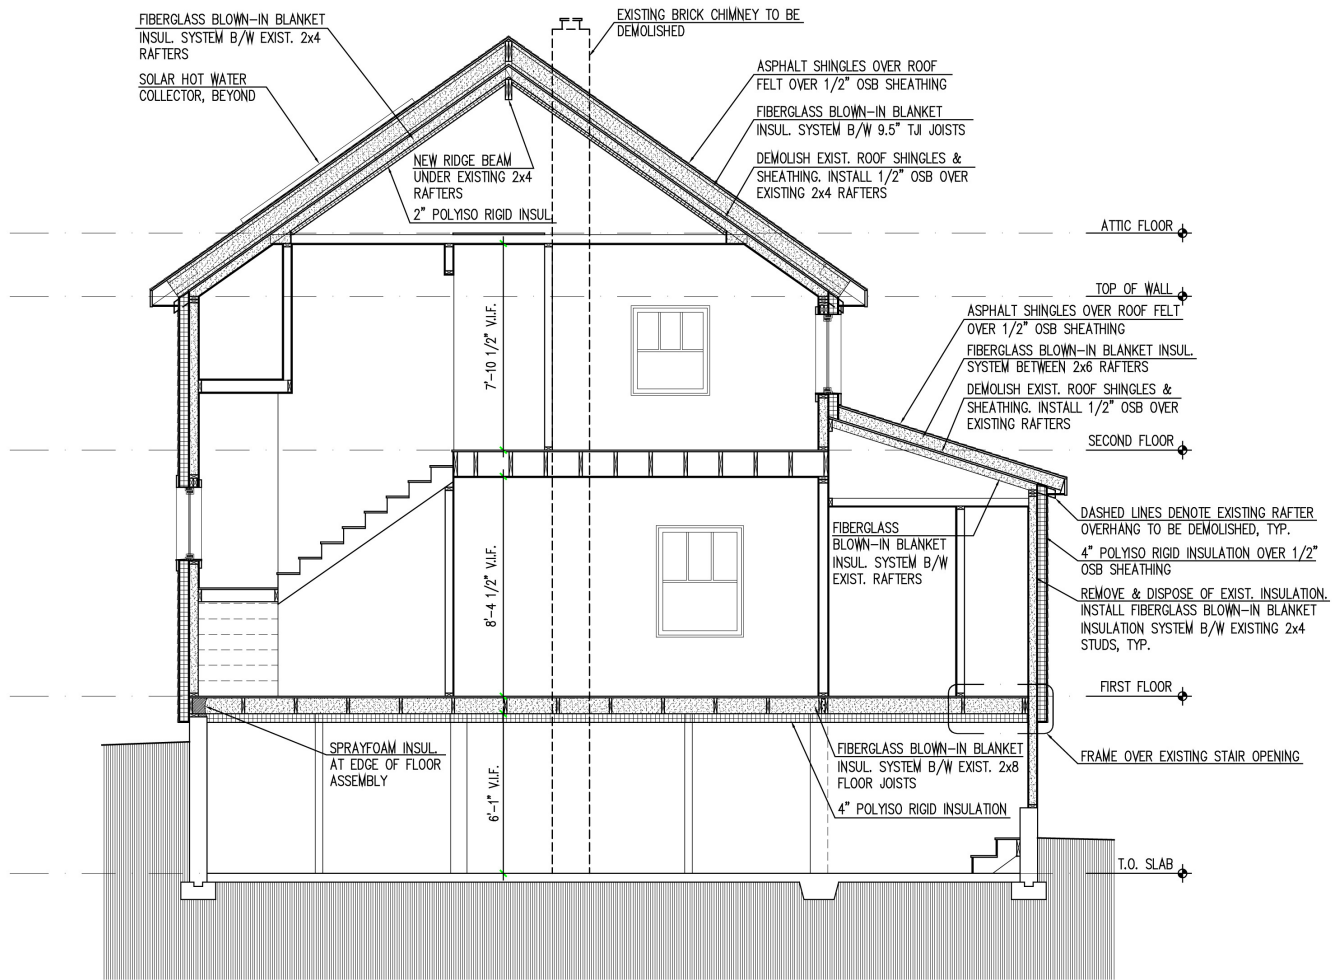 FIBERGLASS BLOWN-IN BLANKET
INSUL. SYSTEM B/W EXIST. 2x4
RAFTERS
SOLAR HOT WATER
COLLECTOR, BEYOND
EXISTING BRICK CHIMNEY TO BE
DEMOLISHED
ASPHALT SHINGLES OVER ROOF
FELT OVER 1/2" OSB SHEATHING
FIBERGLASS BLOWN-IN BLANKET
INSUL. SYSTEM B/W 9.5" TJI JOISTS
DEMOLISH EXIST. ROOF SHINGLES &
SHEATHING. INSTALL 1/2" OSB OVER
EXISTING 2x4 RAFTERS
NEW RIDGE BEAM
UNDER EXISTING 2x4
RAFTERS
2" POLYISO RIGID INSUL
ATTIC FLOOR
TOP OF WALL
ASPHALT SHINGLES OVER ROOF FELT
OVER 1/2" OSB SHEATHING
FIBERGLASS BLOWN-IN BLANKET INSUL.
SYSTEM BETWEEN 2x6 RAFTERS
DEMOLISH EXIST. ROOF SHINGLES &
SHEATHING. INSTALL 1/2" OSB OVER
EXISTING RAFTERS
7'-10 1/2" V.I.F.
SECOND FLOOR
DASHED LINES DENOTE EXISTING RAFTER
OVERHANG TO BE DEMOLISHED, TYP.
FIBERGLASS
BLOWN-IN BLANKET
INSUL. SYSTEM B/W
EXIST. RAFTERS
4" POLYISO RIGID INSULATION OVER 1/2"
OSB SHEATHING
REMOVE & DISPOSE OF EXIST. INSULATION.
INSTALL FIBERGLASS BLOWN-IN BLANKET
INSULATION SYSTEM B/W EXISTING 2x4
STUDS, TYP.
8'-4 1/2" V.I.F.
FIRST FLOOR
SPRAYFOAM INSUL.
AT EDGE OF FLOOR
ASSEMBLY
FIBERGLASS BLOWN-IN BLANKET
INSUL. SYSTEM B/W EXIST. 2x8
FLOOR JOISTS
FRAME OVER EXISTING STAIR OPENING
4" POLYISO RIGID INSULATION
6'-1" V.I.F.
T.O. SLAB